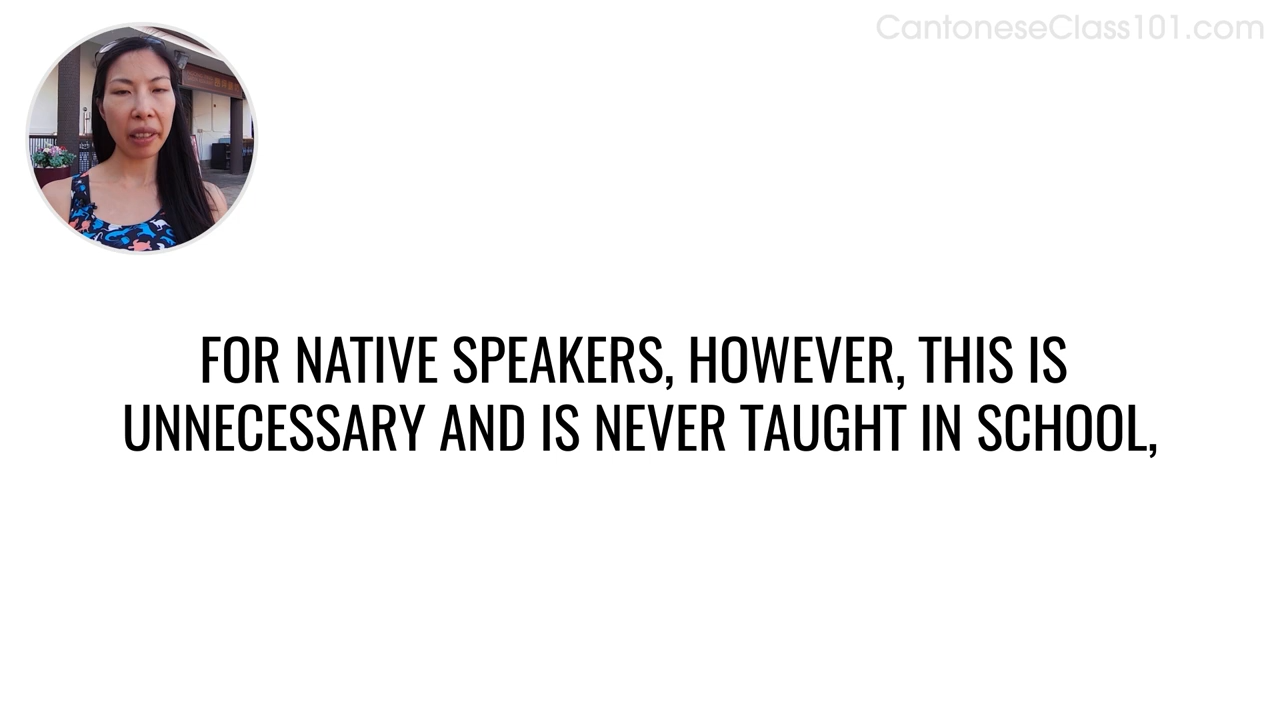 CantoneseClass101.com
FOR NATIVE SPEAKERS, HOWEVER, THIS IS
UNNECESSARY AND IS NEVER TAUGHT IN SCHOOL,